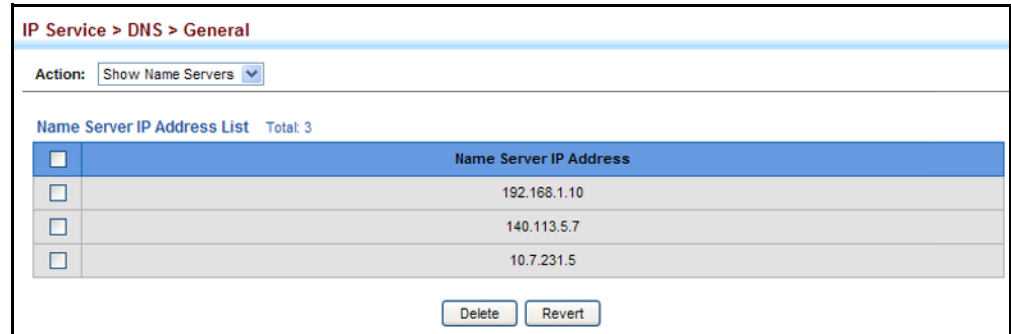 IP Service > DNS > General
Action: Show Name Servers
Name Server IP Address List Total: 3
Name Server IP Address
192.168.1.10
140.113.5.7
10.7.231.5
Delete Revert